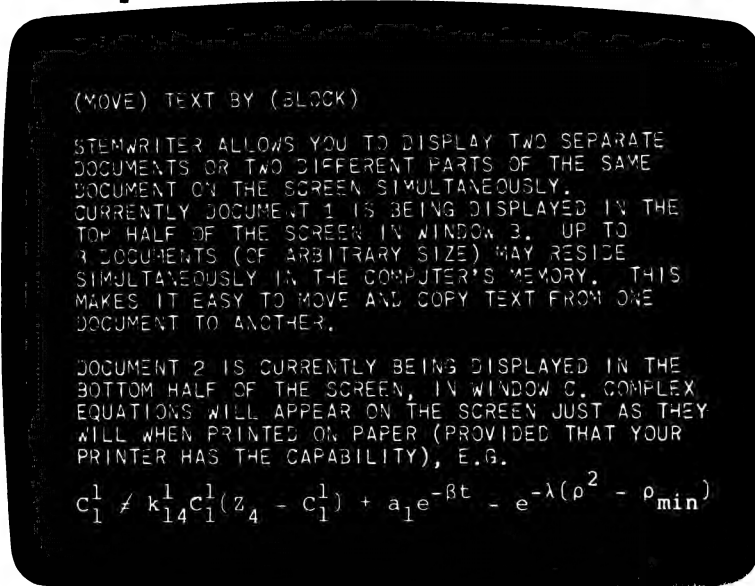 (MOVE) TEXT BY (BLOCK)
STEMWRITER ALLOWS YOU TO DISPLAY TWO SEPARATE
DOCUMENTS OR TWO DIFFERENT PARTS OF THE SAME
DOCUMENT ON THE SCREEN SIMULTANEOUSLY.
CURRENTLY DOCUMENT 1 IS BEING DISPLAYED IN THE
TOP HALF OF THE SCREEN IN WINDOW B. UP TO
DOCUMENTS (OF ARBITRARY SIZE) MAY RESIDE
SIMULTANEOUSLY IN THE COMPUTER'S MEMORY. THIS
MAKES IT EASY TO MOVE AND COPY TEXT FROM ONE
DOCUMENT TO ANOTHER.
DOCUMENT 2 IS CURRENTLY BEING DISPLAYED IN THE
BOTTOM HALF OF THE SCREEN, IN WINDOW C. COMPLEX
EQUATIONS WILL APPEAR ON THE SCREEN JUST AS THEY
WILL WHEN PRINTED ON PAPER (PROVIDED THAT YOUR
PRINTER HAS THE CAPABILITY), E.G.
C₁¹ ≠ k₁₄¹C₁¹(Z₄ − C₁¹) + a₁e^(−βt) − e^(−λ(ρ² − ρ_min))